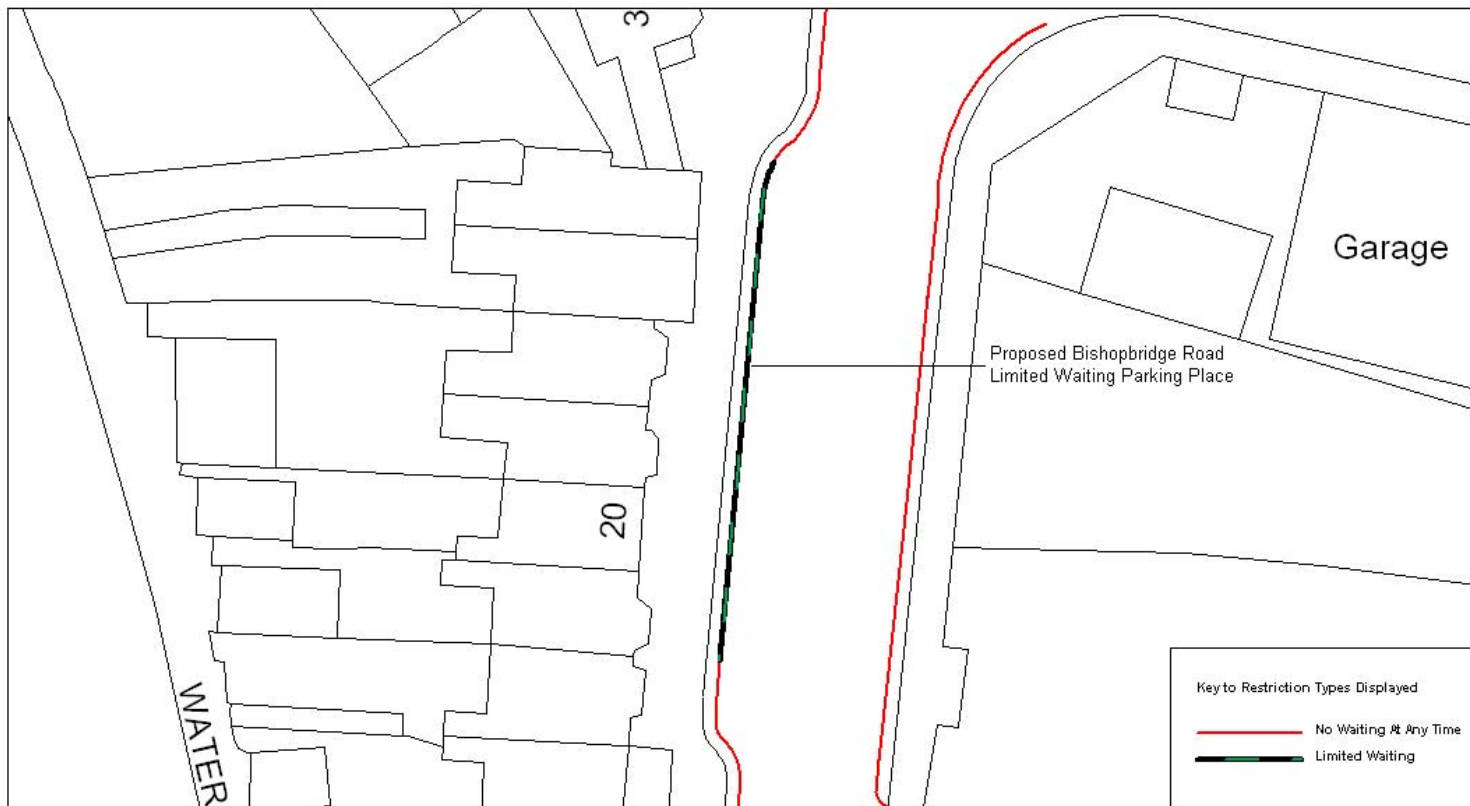 3
Garage
Proposed Bishopbridge Road
Limited Waiting Parking Place
20
WATER
Key to Restriction Types Displayed
No Waiting At Any Time
Limited Waiting